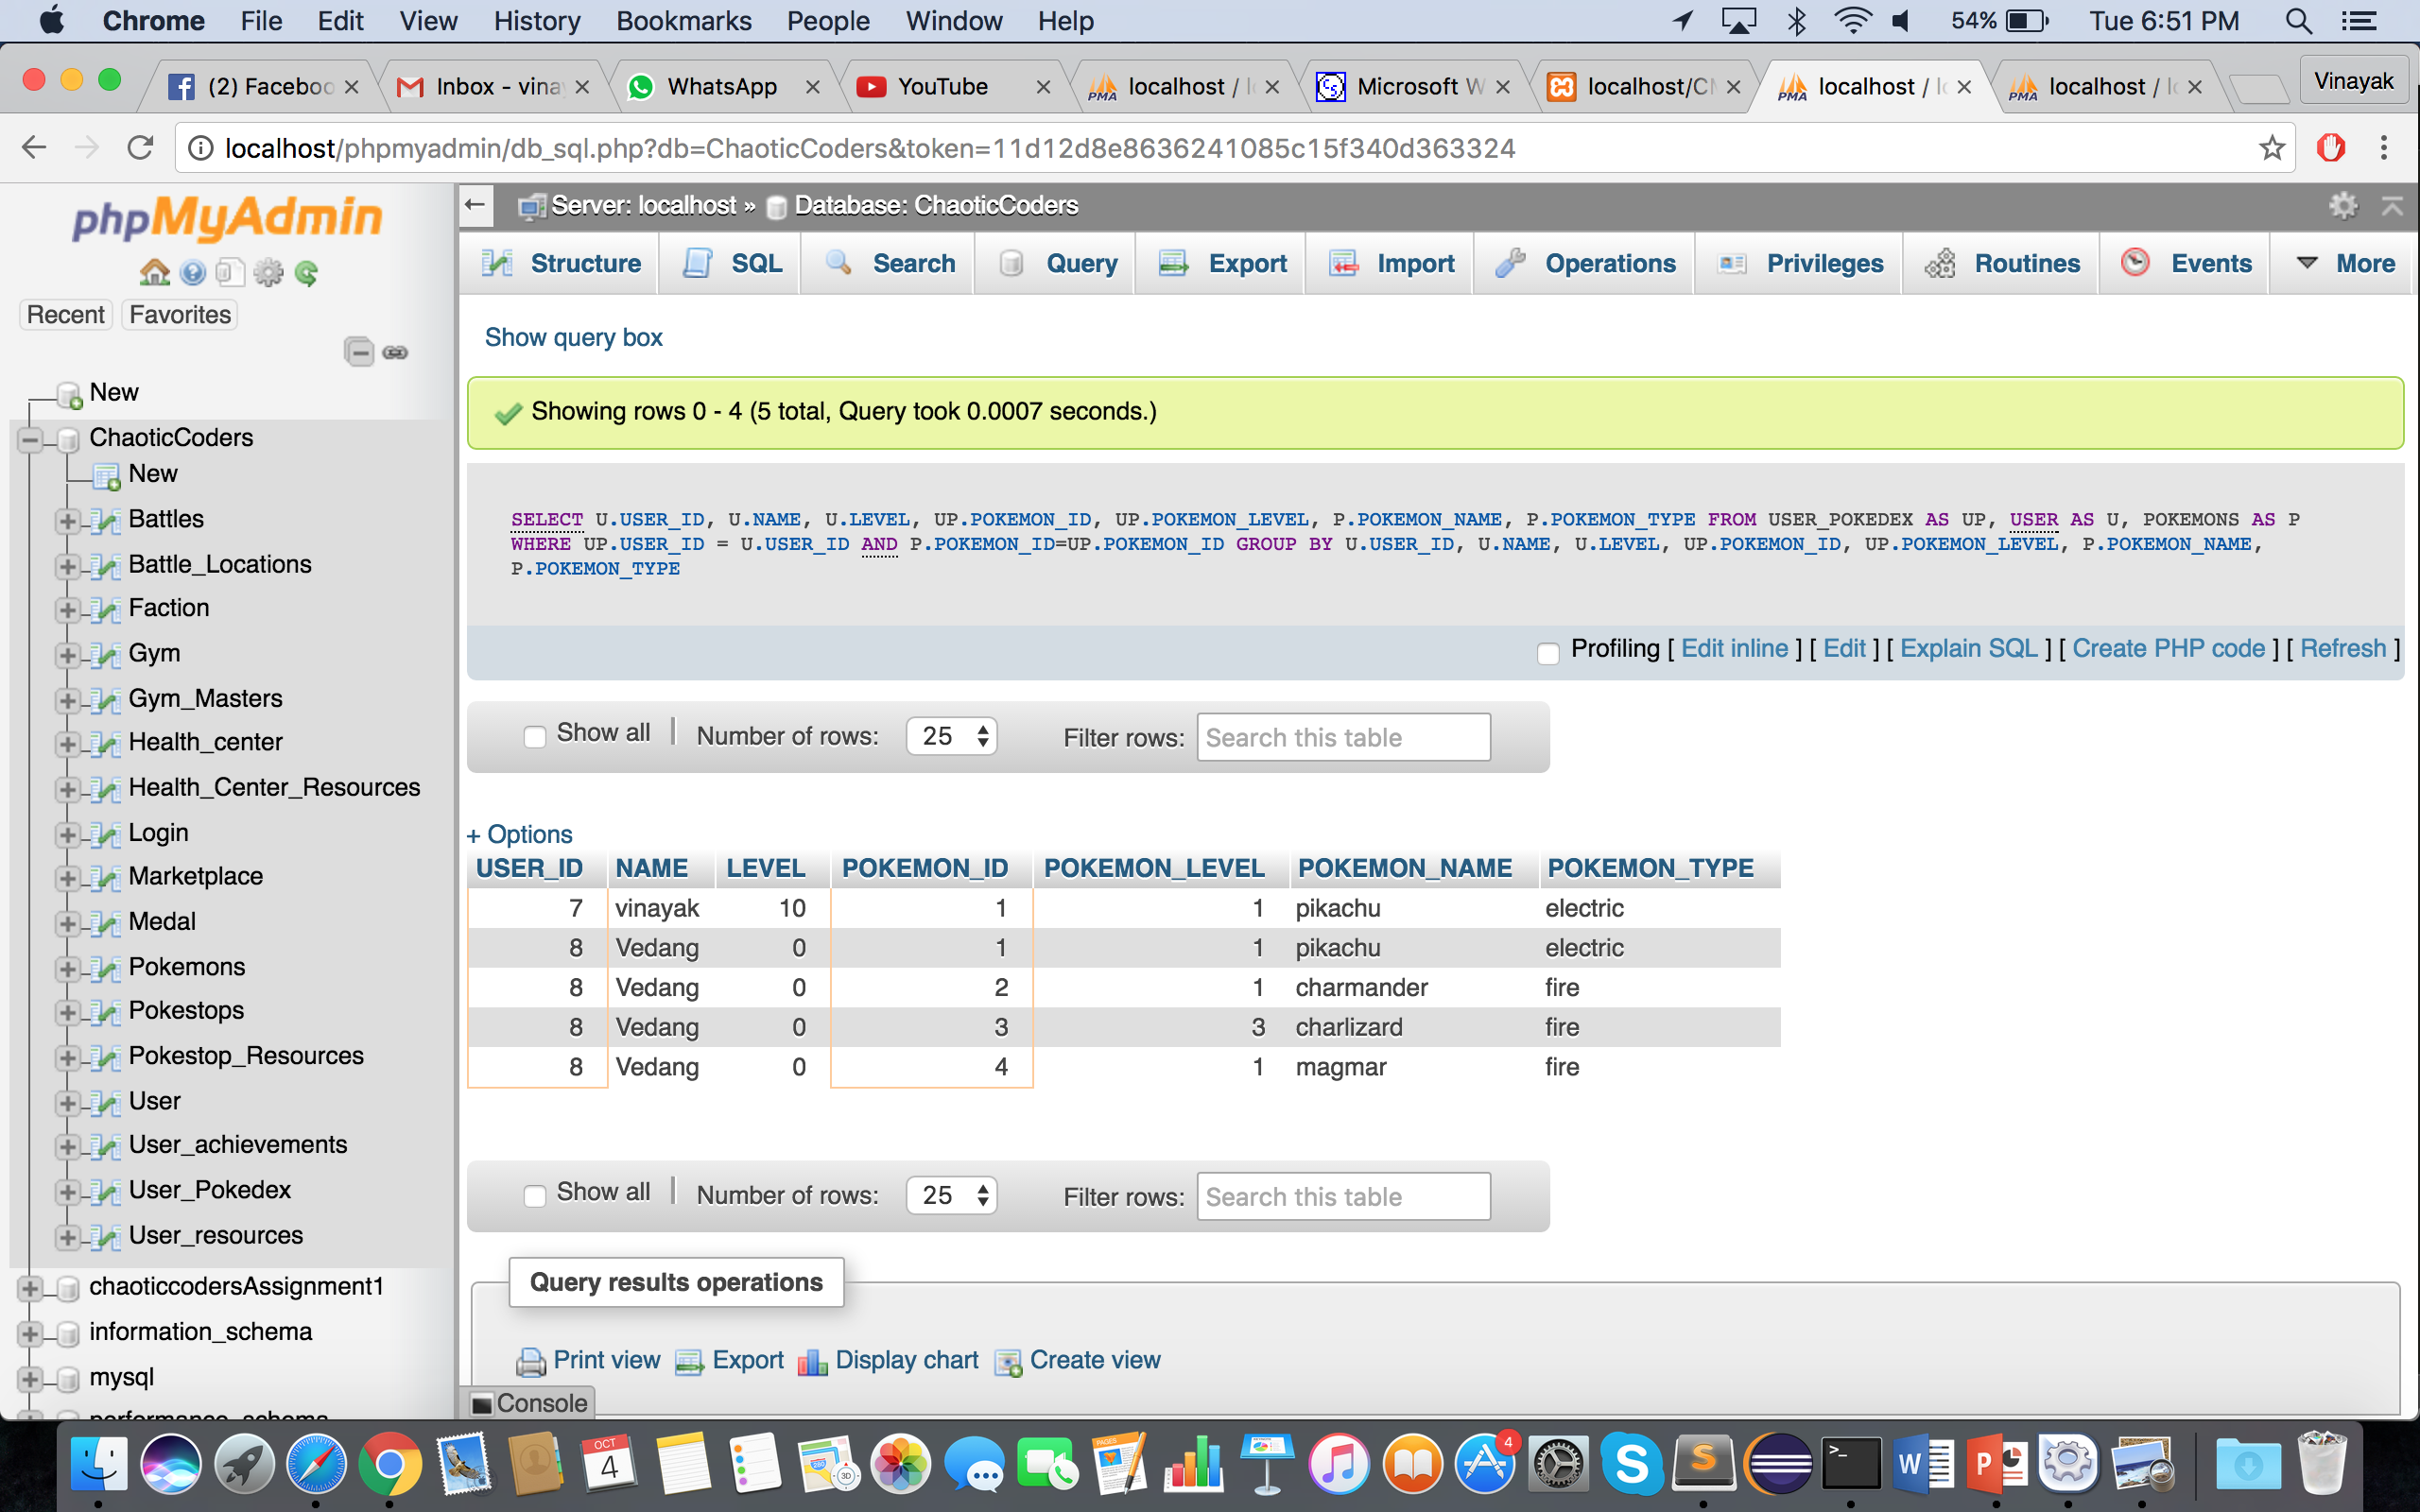 Chrome File Edit View History Bookmarks People Window Help 54% Tue 6:51 PM
(2) Faceboo Inbox - vina WhatsApp YouTube localhost / lo Microsoft W localhost/CM localhost / lo localhost / lo Vinayak
localhost/phpmyadmin/db_sql.php?db=ChaoticCoders&token=11d12d8e8636241085c15f340d363324
phpMyAdmin
Recent Favorites
New
ChaoticCoders
New
Battles
Battle_Locations
Faction
Gym
Gym_Masters
Health_center
Health_Center_Resources
Login
Marketplace
Medal
Pokemons
Pokestops
Pokestop_Resources
User
User_achievements
User_Pokedex
User_resources
chaoticcodersAssignment1
information_schema
mysql
performance_schema
Server: localhost » Database: ChaoticCoders
Structure SQL Search Query Export Import Operations Privileges Routines Events More
Show query box
Showing rows 0 - 4 (5 total, Query took 0.0007 seconds.)
SELECT U.USER_ID, U.NAME, U.LEVEL, UP.POKEMON_ID, UP.POKEMON_LEVEL, P.POKEMON_NAME, P.POKEMON_TYPE FROM USER_POKEDEX AS UP, USER AS U, POKEMONS AS P
WHERE UP.USER_ID = U.USER_ID AND P.POKEMON_ID=UP.POKEMON_ID GROUP BY U.USER_ID, U.NAME, U.LEVEL, UP.POKEMON_ID, UP.POKEMON_LEVEL, P.POKEMON_NAME,
P.POKEMON_TYPE
Profiling [ Edit inline ] [ Edit ] [ Explain SQL ] [ Create PHP code ] [ Refresh ]
Show all | Number of rows: 25 Filter rows: Search this table
+ Options
USER_ID NAME LEVEL POKEMON_ID POKEMON_LEVEL POKEMON_NAME POKEMON_TYPE
7 vinayak 10 1 1 pikachu electric
8 Vedang 0 1 1 pikachu electric
8 Vedang 0 2 1 charmander fire
8 Vedang 0 3 3 charlizard fire
8 Vedang 0 4 1 magmar fire
Show all | Number of rows: 25 Filter rows: Search this table
Query results operations
Print view Export Display chart Create view
Console
OCT
4
PAGES
4